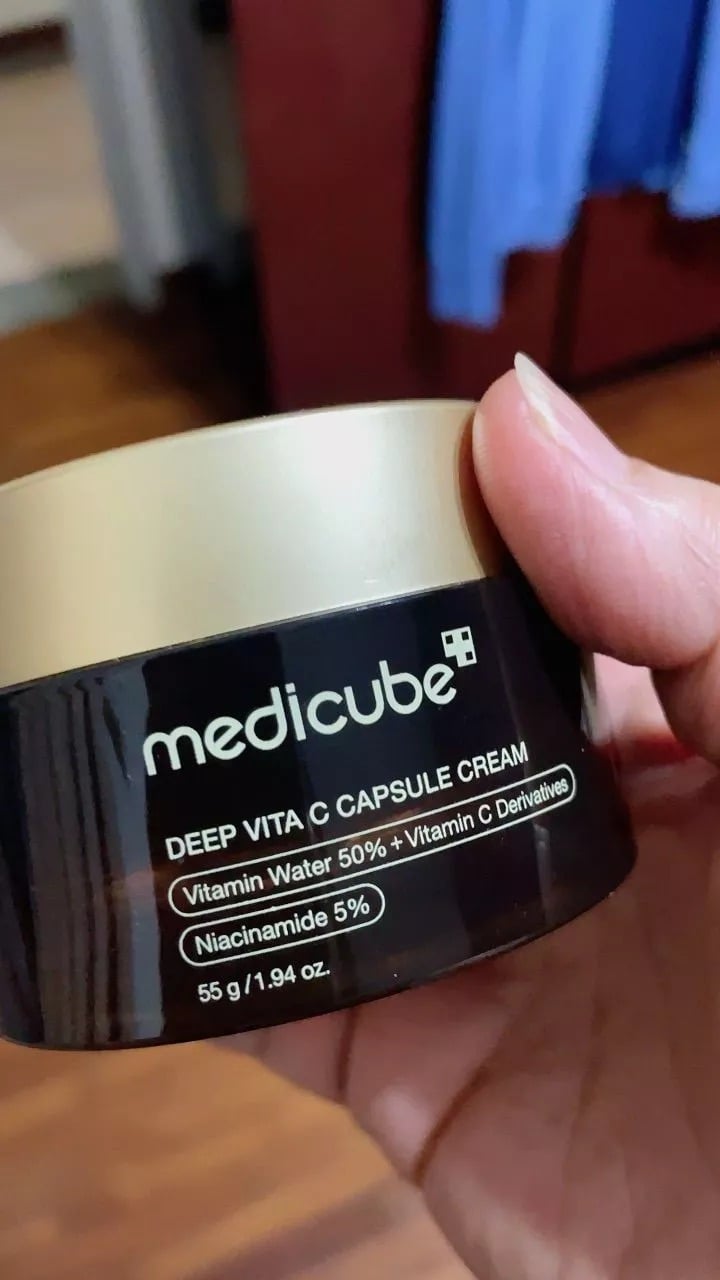 medicube
DEEP VITA C CAPSULE CREAM
Vitamin Water 50% + Vitamin C Derivatives
Niacinamide 5%
55 g / 1.94 oz.